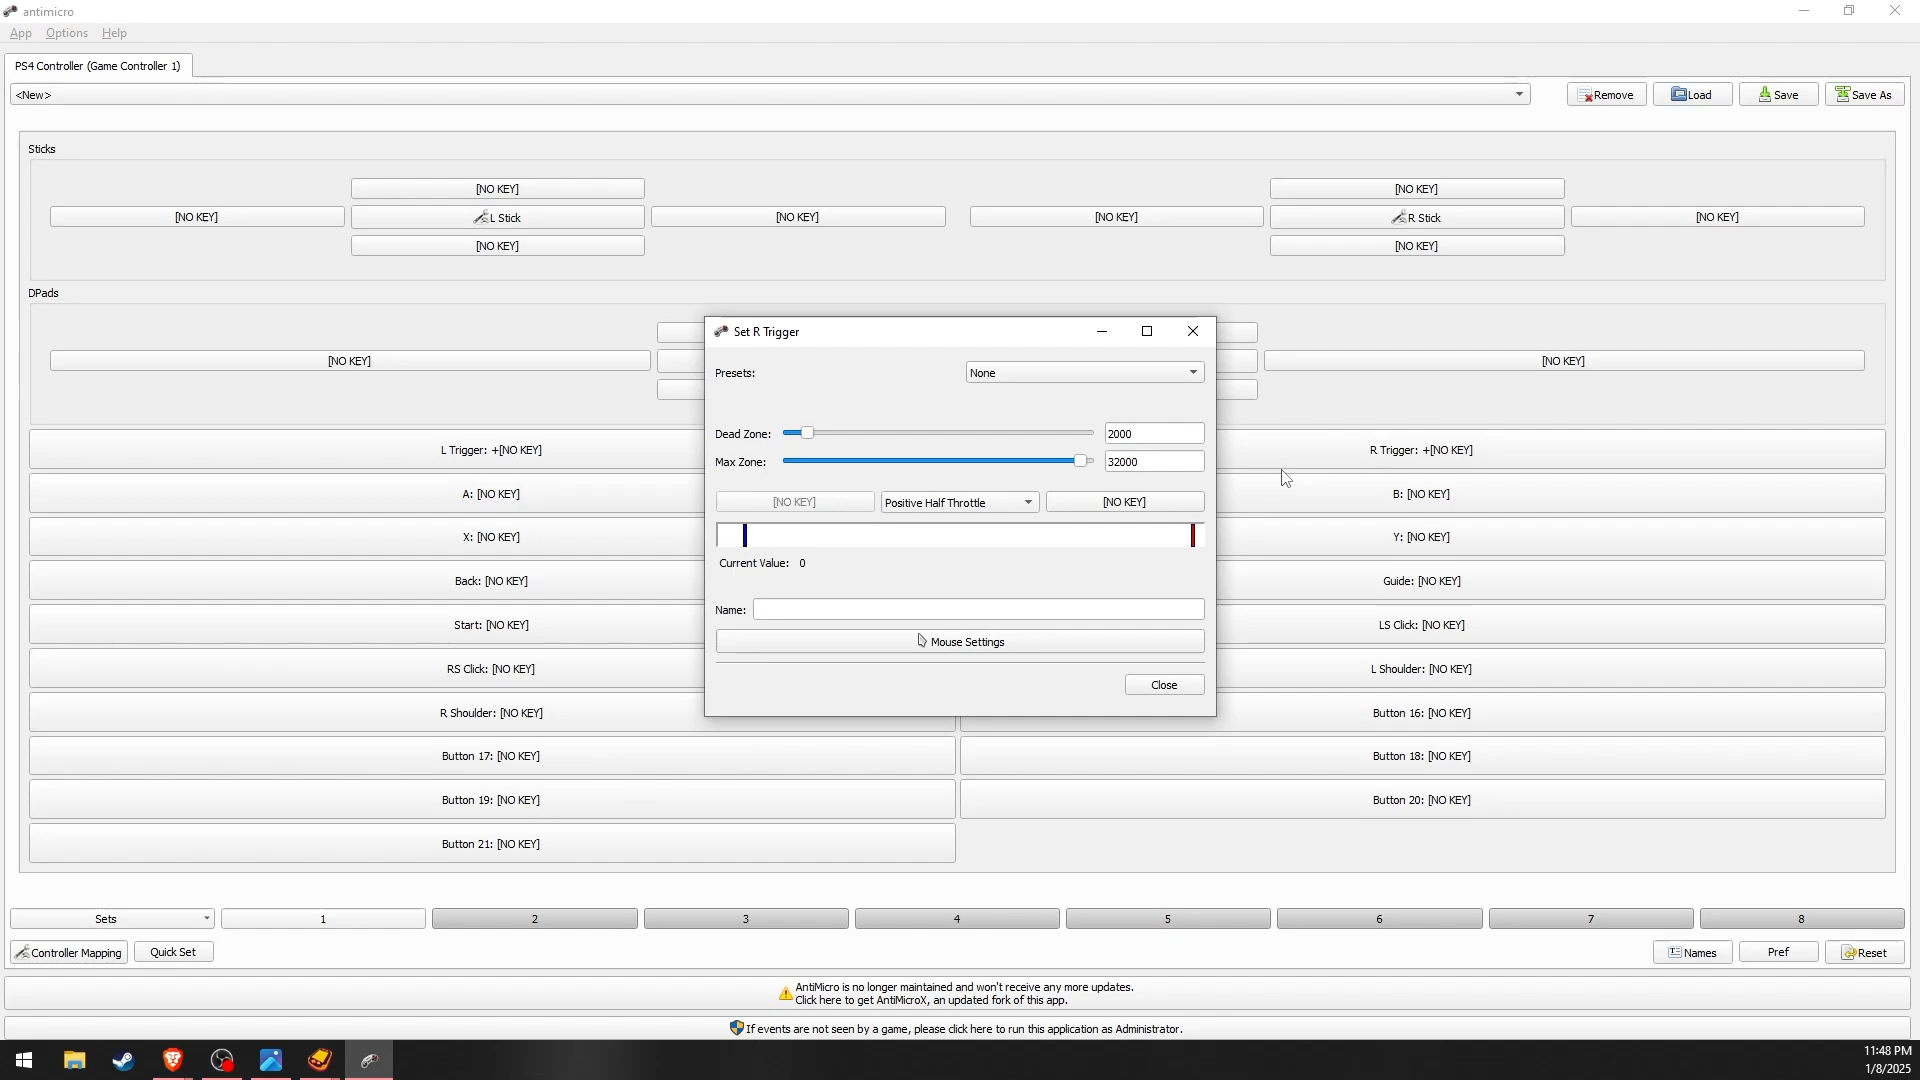 antimicro
App Options Help
PS4 Controller (Game Controller 1)
<New>
Remove
Load
Save
Save As
Sticks
[NO KEY]
[NO KEY]
[NO KEY]
L Stick
[NO KEY]
[NO KEY]
R Stick
[NO KEY]
[NO KEY]
[NO KEY]
DPads
[NO KEY]
[NO KEY]
Set R Trigger
Presets:
None
Dead Zone:
2000
Max Zone:
32000
[NO KEY]
Positive Half Throttle
[NO KEY]
Current Value: 0
Name:
Mouse Settings
Close
L Trigger: +[NO KEY]
R Trigger: +[NO KEY]
A: [NO KEY]
B: [NO KEY]
X: [NO KEY]
Y: [NO KEY]
Back: [NO KEY]
Guide: [NO KEY]
Start: [NO KEY]
LS Click: [NO KEY]
RS Click: [NO KEY]
L Shoulder: [NO KEY]
R Shoulder: [NO KEY]
Button 16: [NO KEY]
Button 17: [NO KEY]
Button 18: [NO KEY]
Button 19: [NO KEY]
Button 20: [NO KEY]
Button 21: [NO KEY]
Sets
1
2
3
4
5
6
7
8
Controller Mapping
Quick Set
Names
Pref
Reset
AntiMicro is no longer maintained and won't receive any more updates.
Click here to get AntiMicroX, an updated fork of this app.
If events are not seen by a game, please click here to run this application as Administrator.
11:48 PM
1/8/2025